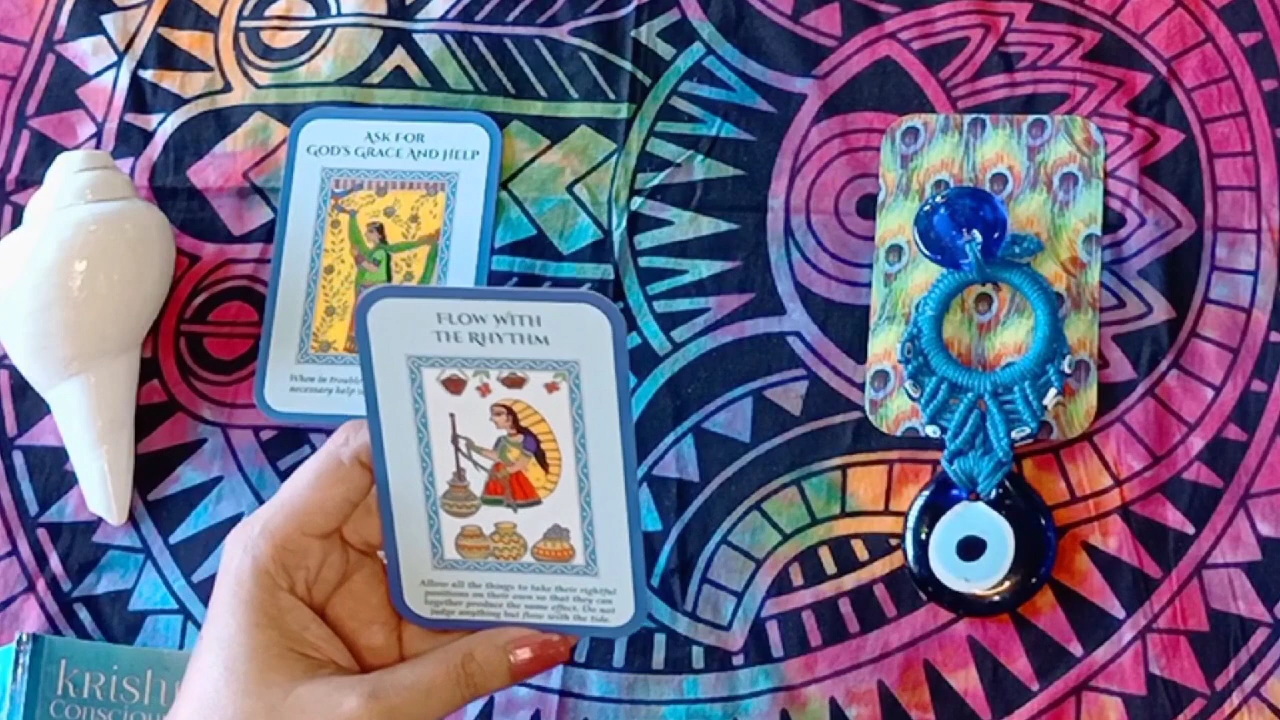 ASK FOR
GOD'S GRACE AND HELP
When in troubl
necessary help
FLOW WITH
THE RHYTHM
Allow all the things to take their rightful
positions on their own so that they can
together produce the same effect. Do not
judge anything but flow with the tide.
Krish
Consciou